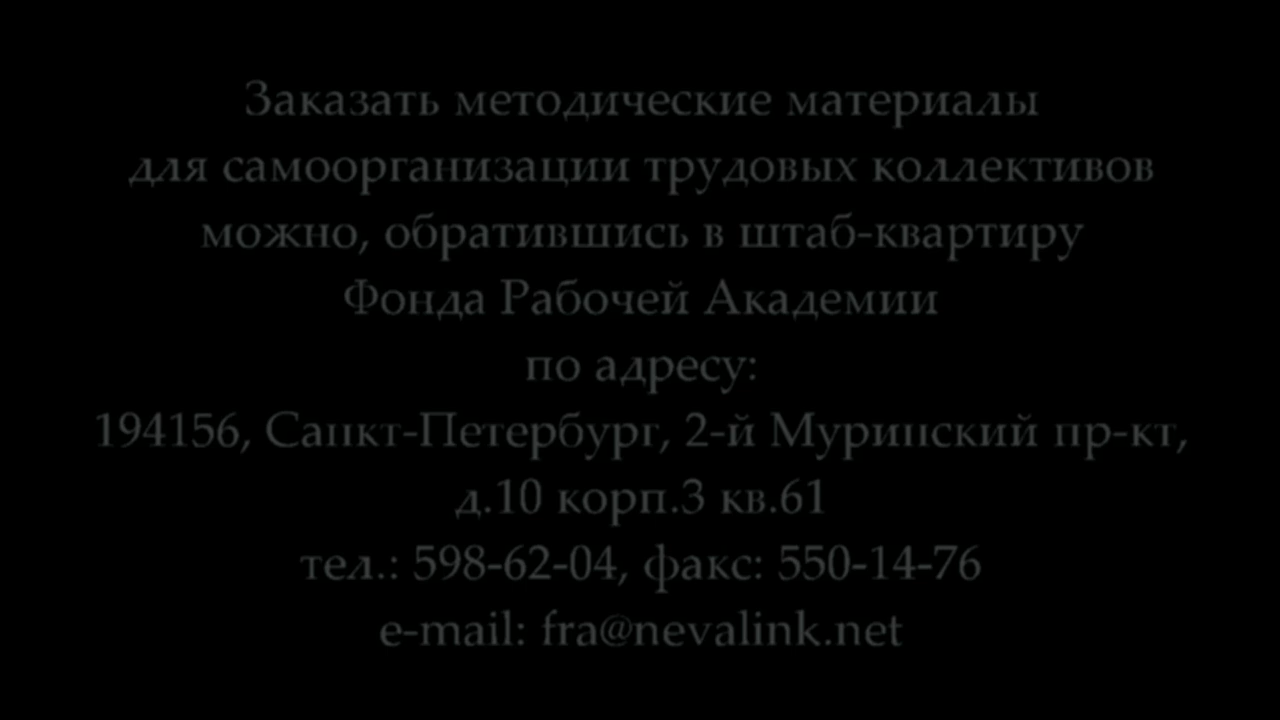 Заказать методические материалы
для самоорганизации трудовых коллективов
можно, обратившись в штаб-квартиру
Фонда Рабочей Академии
по адресу:
194156, Санкт-Петербург, 2-й Муринский пр-кт,
д.10 корп.3 кв.61
тел.: 598-62-04, факс: 550-14-76
e-mail: fra@nevalink.net